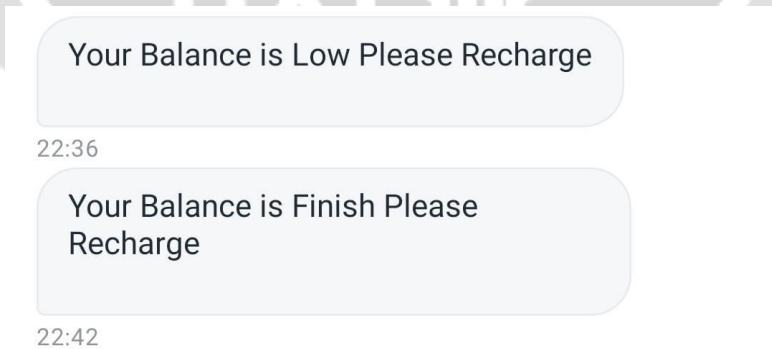 Your Balance is Low Please Recharge
22:36
Your Balance is Finish Please
Recharge
22:42